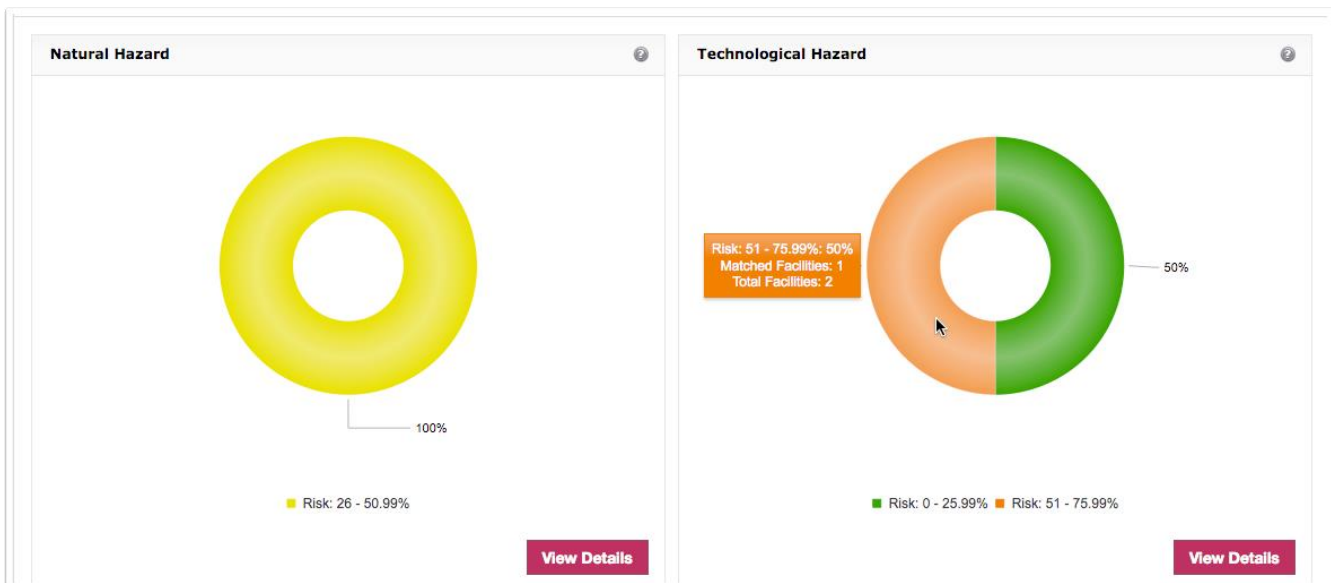 Natural Hazard
100%
Risk: 26 - 50.99%
View Details
Technological Hazard
Risk: 51 - 75.99%: 50%
Matched Facilities: 1
Total Facilities: 2
50%
Risk: 0 - 25.99% Risk: 51 - 75.99%
View Details